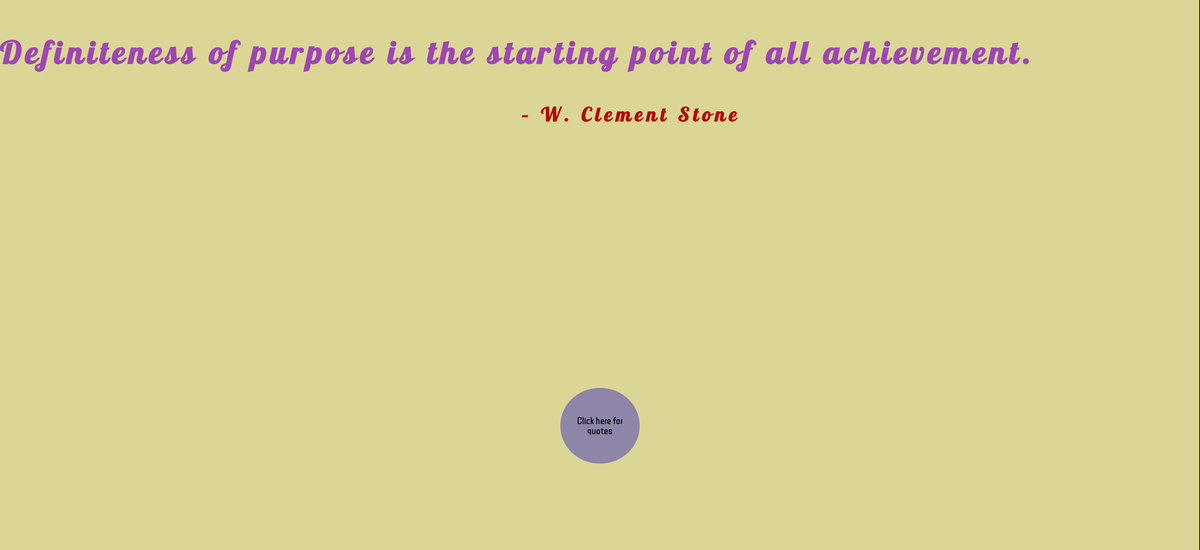 Definiteness of purpose is the starting point of all achievement.
- W. Clement Stone
Click here for
quotes